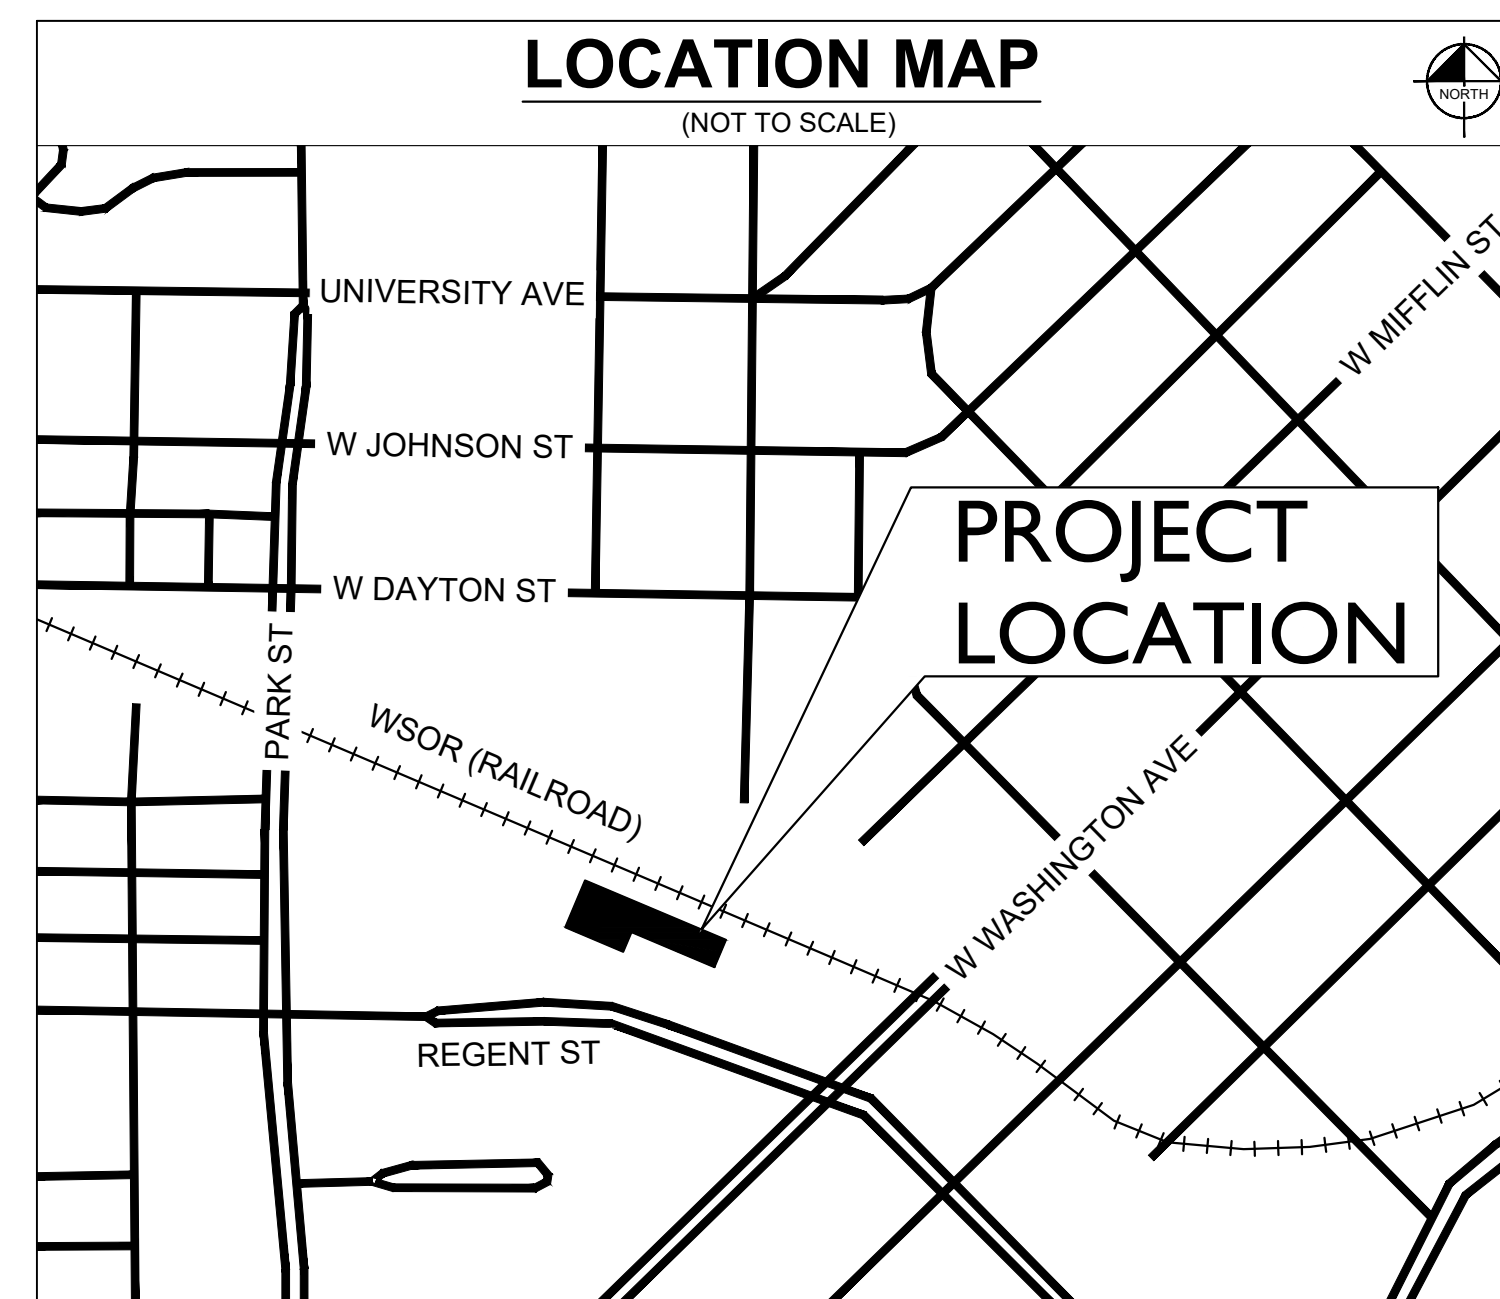 LOCATION MAP
(NOT TO SCALE)
NORTH
W MIFFLIN ST
UNIVERSITY AVE
W JOHNSON ST
PROJECT
LOCATION
W DAYTON ST
PARK ST
WSOR (RAILROAD)
W WASHINGTON AVE
REGENT ST